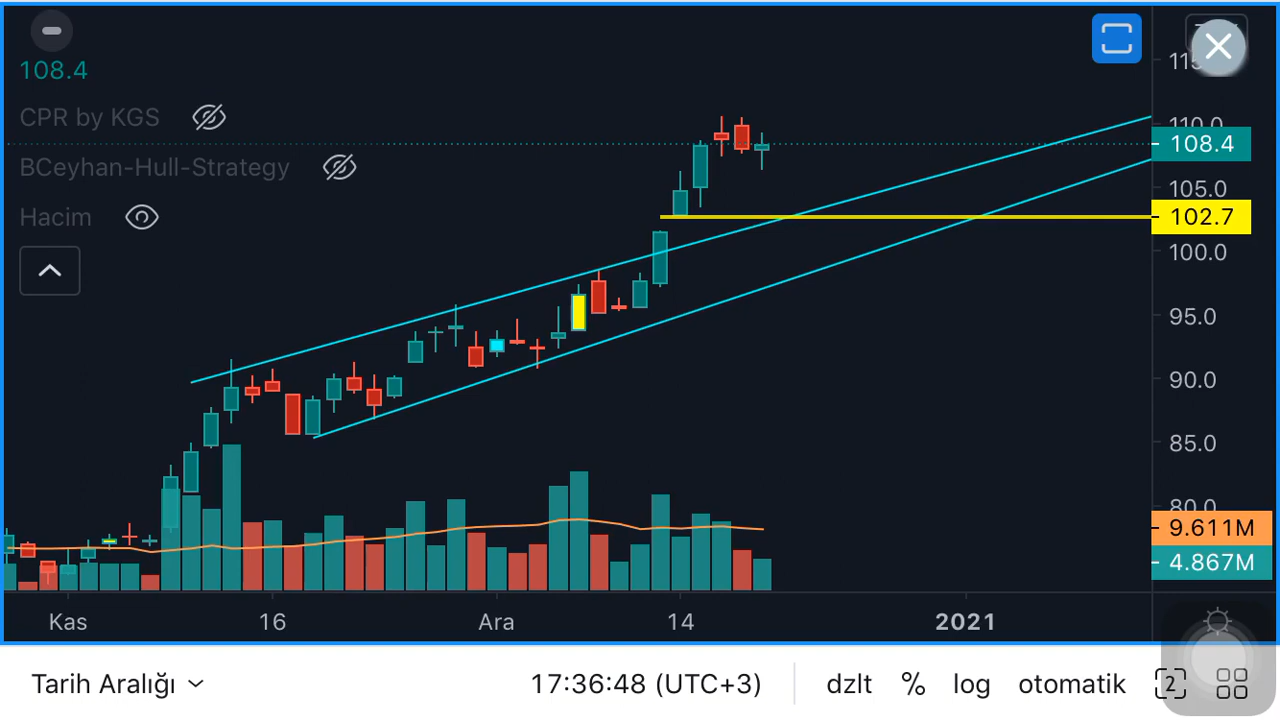 108.4
CPR by KGS
BCeyhan-Hull-Strategy
Hacim
110.0
108.4
105.0
102.7
100.0
95.0
90.0
85.0
80.0
9.611M
4.867M
Kas 16 Ara 14 2021
Tarih Aralığı 17:36:48 (UTC+3) dzlt % log otomatik 2